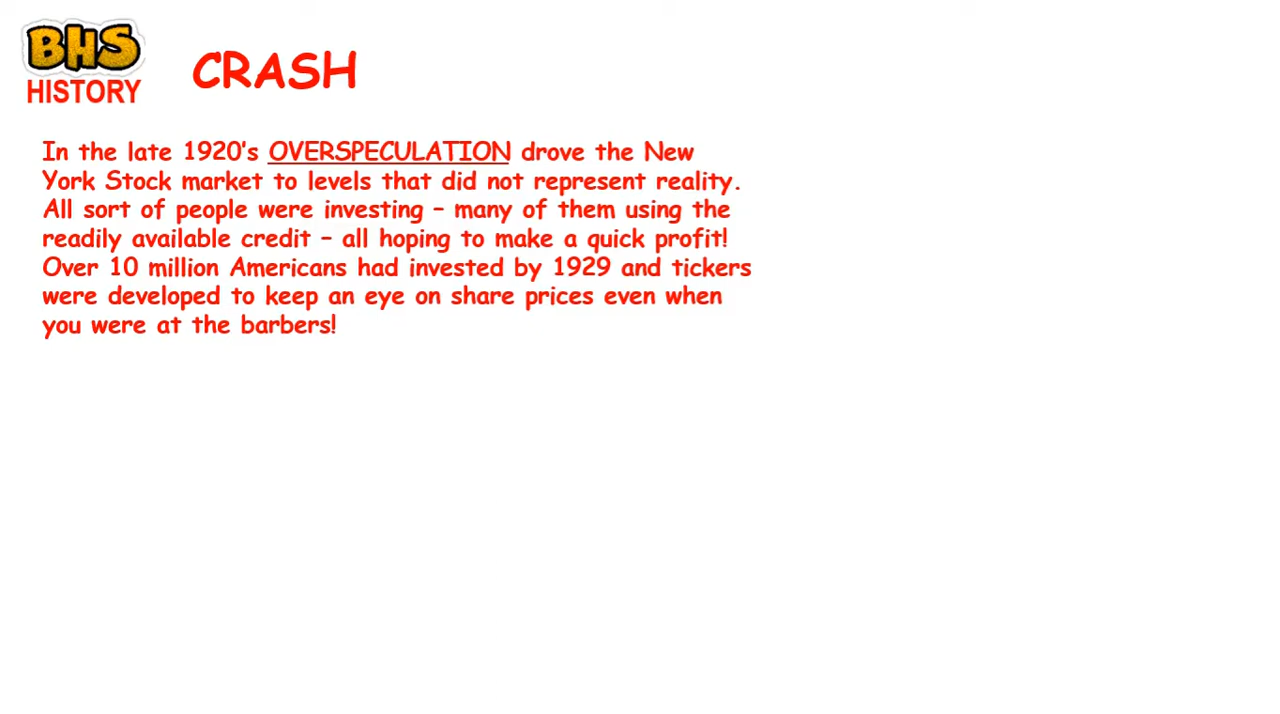 BHS
HISTORY
CRASH
In the late 1920's OVERSPECULATION drove the New
York Stock market to levels that did not represent reality.
All sort of people were investing – many of them using the
readily available credit – all hoping to make a quick profit!
Over 10 million Americans had invested by 1929 and tickers
were developed to keep an eye on share prices even when
you were at the barbers!